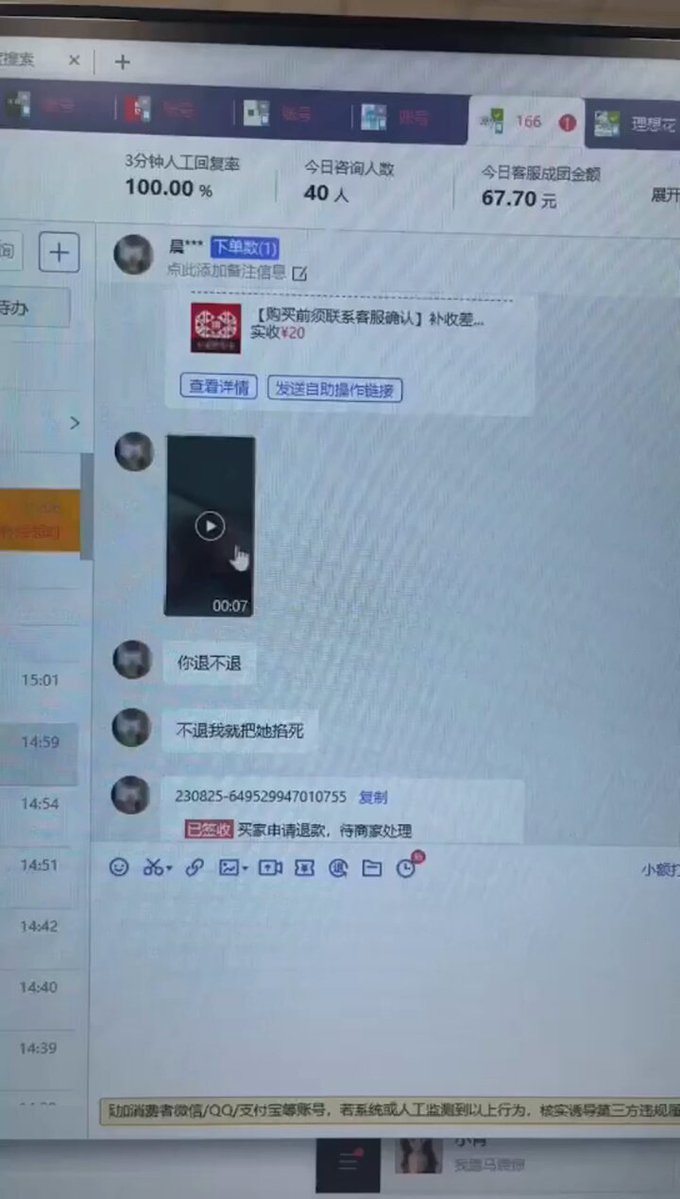 搜索
账号
账号
账号
账号
166
理想花
3分钟人工回复率
100.00 %
今日咨询人数
40 人
今日客服成团金额
67.70 元
展开
晨***
下单数(1)
点此添加备注信息
待办
【购买前须联系客服确认】补收差...
实收¥20
查看详情
发送自助操作链接
00:07
15:01
你退不退
14:59
不退我就把她掐死
14:54
230825-649529947010755 复制
已签收 买家申请退款，待商家处理
14:51
小额打
14:42
14:40
14:39
加消费者微信/QQ/支付宝等账号，若系统或人工监测到以上行为，核实诱导第三方违规